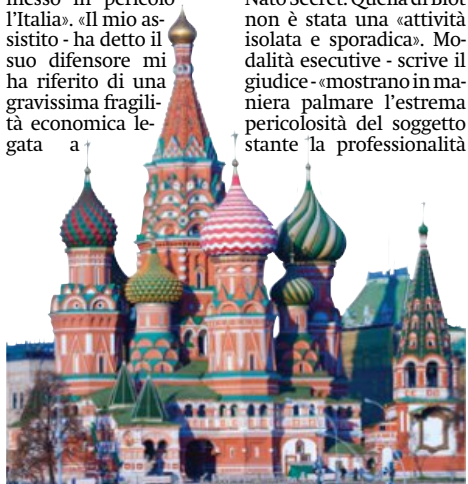 messo in pericolo
l'Italia». «Il mio as-
sistito - ha detto il
suo difensore mi
ha riferito di una
gravissima fragili-
tà economica le-
gata a
Nato Secret. Quella di Biot
non è stata una «attività
isolata e sporadica». Mo-
dalità esecutive - scrive il
giudice - «mostrano in ma-
niera palmare l'estrema
pericolosità del soggetto
stante la professionalità